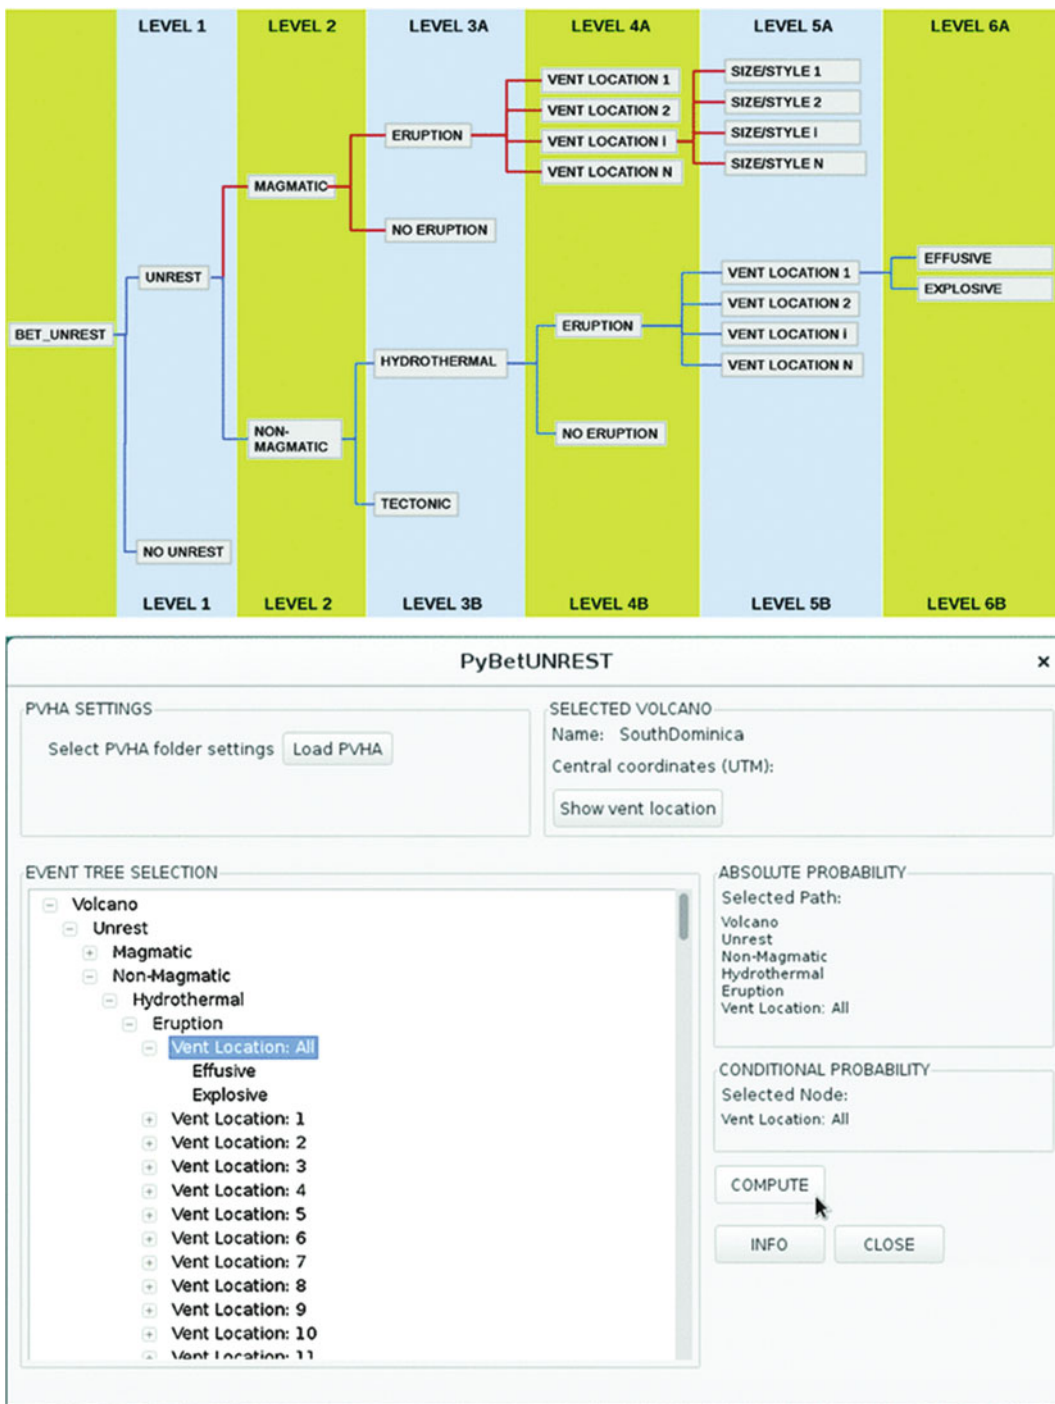 LEVEL 1 LEVEL 2 LEVEL 3A LEVEL 4A LEVEL 5A LEVEL 6A
SIZE/STYLE 1
VENT LOCATION 1
SIZE/STYLE 2
VENT LOCATION 2
ERUPTION
SIZE/STYLE I
VENT LOCATION I
SIZE/STYLE N
VENT LOCATION N
MAGMATIC
NO ERUPTION
EFFUSIVE
UNREST
VENT LOCATION 1
EXPLOSIVE
VENT LOCATION 2
BET_UNREST
ERUPTION
VENT LOCATION I
HYDROTHERMAL
VENT LOCATION N
NON-
MAGMATIC
NO ERUPTION
TECTONIC
NO UNREST
LEVEL 1 LEVEL 2 LEVEL 3B LEVEL 4B LEVEL 5B LEVEL 6B
PyBetUNREST
PVHA SETTINGS
Select PVHA folder settings Load PVHA
SELECTED VOLCANO
Name: SouthDominica
Central coordinates (UTM):
Show vent location
EVENT TREE SELECTION
Volcano
Unrest
Magmatic
Non-Magmatic
Hydrothermal
Eruption
Vent Location: All
Effusive
Explosive
Vent Location: 1
Vent Location: 2
Vent Location: 3
Vent Location: 4
Vent Location: 5
Vent Location: 6
Vent Location: 7
Vent Location: 8
Vent Location: 9
Vent Location: 10
Vent Location: 11
ABSOLUTE PROBABILITY
Selected Path:
Volcano
Unrest
Non-Magmatic
Hydrothermal
Eruption
Vent Location: All
CONDITIONAL PROBABILITY
Selected Node:
Vent Location: All
COMPUTE
INFO CLOSE